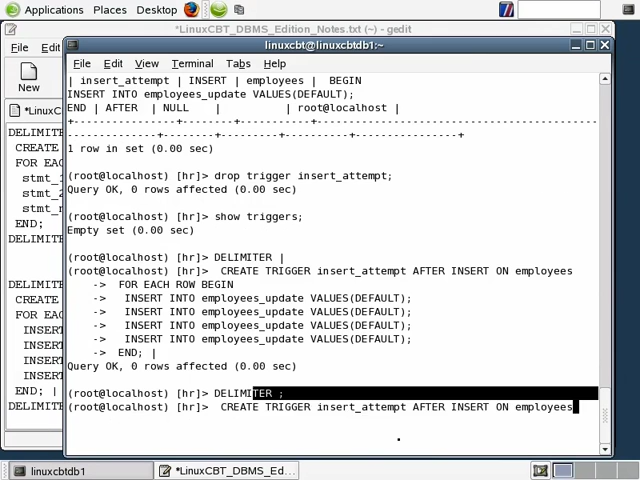 Applications Places Desktop
*LinuxCBT_DBMS_Edition_Notes.txt (~) - gedit
linuxcbt@linuxcbtdb1:~
File Edit
File Edit View Terminal Tabs Help
New
*LinuxC
DELIMITE
CREATE
FOR EAC
stmt_1
stmt_2
stmt_n
END;
DELIMITE
DELIMITE
CREATE
FOR EAC
INSERT
INSERT
INSERT
INSERT
END; |
DELIMITE
| insert_attempt | INSERT | employees | BEGIN
INSERT INTO employees_update VALUES(DEFAULT);
END | AFTER | NULL | | root@localhost |
+----------------+--------+-----------+------------------------------------------
--------------+--------+---------+----------+----------------+
1 row in set (0.00 sec)
(root@localhost) [hr]> drop trigger insert_attempt;
Query OK, 0 rows affected (0.00 sec)
(root@localhost) [hr]> show triggers;
Empty set (0.00 sec)
(root@localhost) [hr]> DELIMITER |
(root@localhost) [hr]> CREATE TRIGGER insert_attempt AFTER INSERT ON employees
-> FOR EACH ROW BEGIN
-> INSERT INTO employees_update VALUES(DEFAULT);
-> INSERT INTO employees_update VALUES(DEFAULT);
-> INSERT INTO employees_update VALUES(DEFAULT);
-> INSERT INTO employees_update VALUES(DEFAULT);
-> END; |
Query OK, 0 rows affected (0.00 sec)
(root@localhost) [hr]> DELIMITER ;
(root@localhost) [hr]> CREATE TRIGGER insert_attempt AFTER INSERT ON employees
linuxcbtdb1
*LinuxCBT_DBMS_Ed...